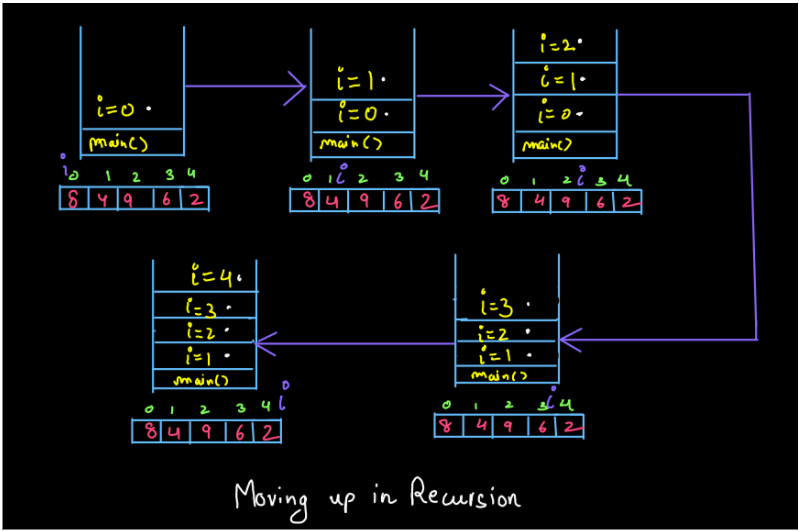 i=0
main()
i
0 1 2 3 4
8 4 9 6 2
i=1
i=0
main()
0 1 i 2 3 4
8 4 9 6 2
i=2
i=1
i=0
main()
0 1 2 i 3 4
8 4 9 6 2
i=4
i=3
i=2
i=1
main()
0 1 2 3 4 i
8 4 9 6 2
i=3
i=2
i=1
main()
0 1 2 3 i 4
8 4 9 6 2
Moving up in Recursion